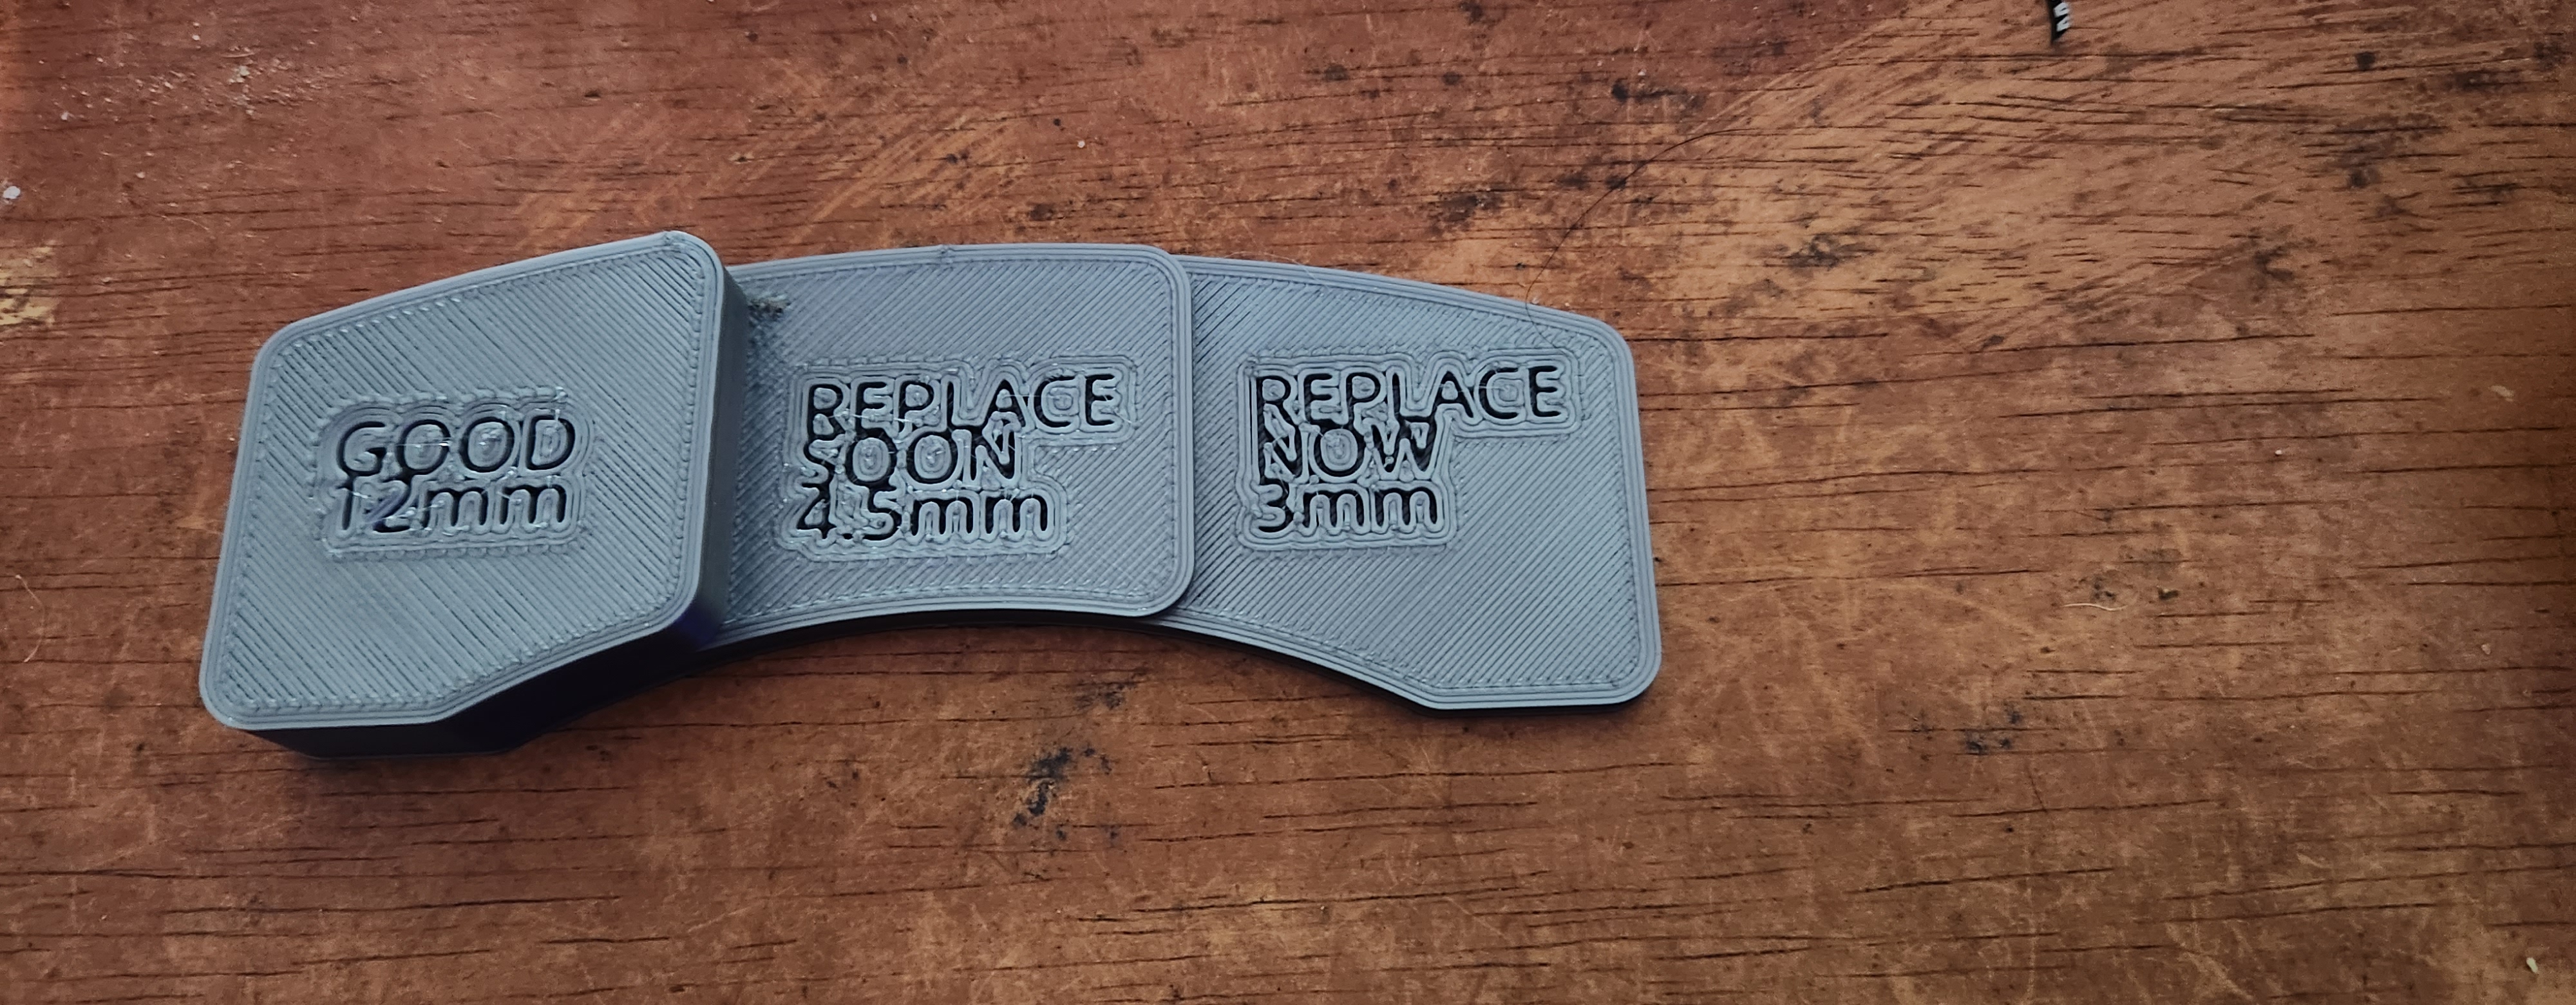 GOOD
12mm
REPLACE
SOON
4.5mm
REPLACE
NOW
3mm